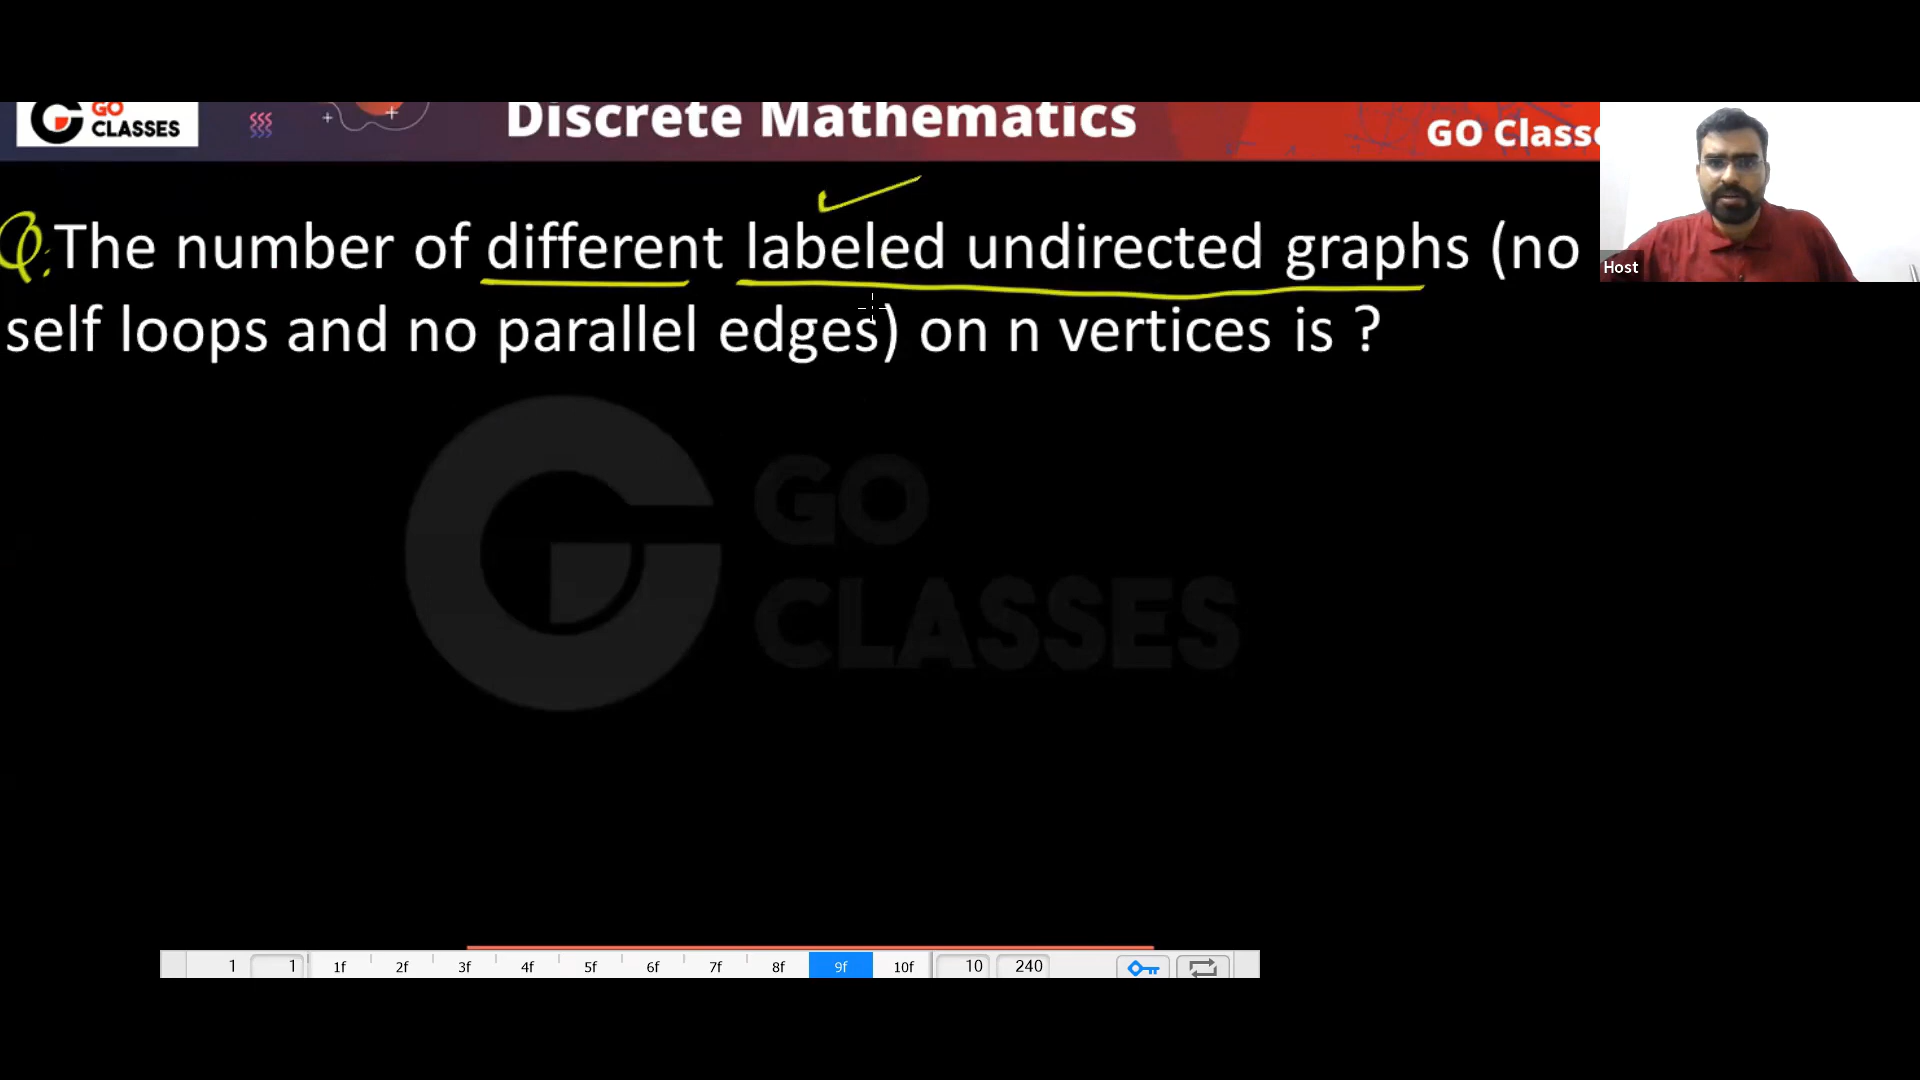 GO
CLASSES
Discrete Mathematics
GO Classe
Q. The number of different labeled undirected graphs (no
self loops and no parallel edges) on n vertices is ?
Host
GO
CLASSES
1 1 1f 2f 3f 4f 5f 6f 7f 8f 9f 10f 10 240